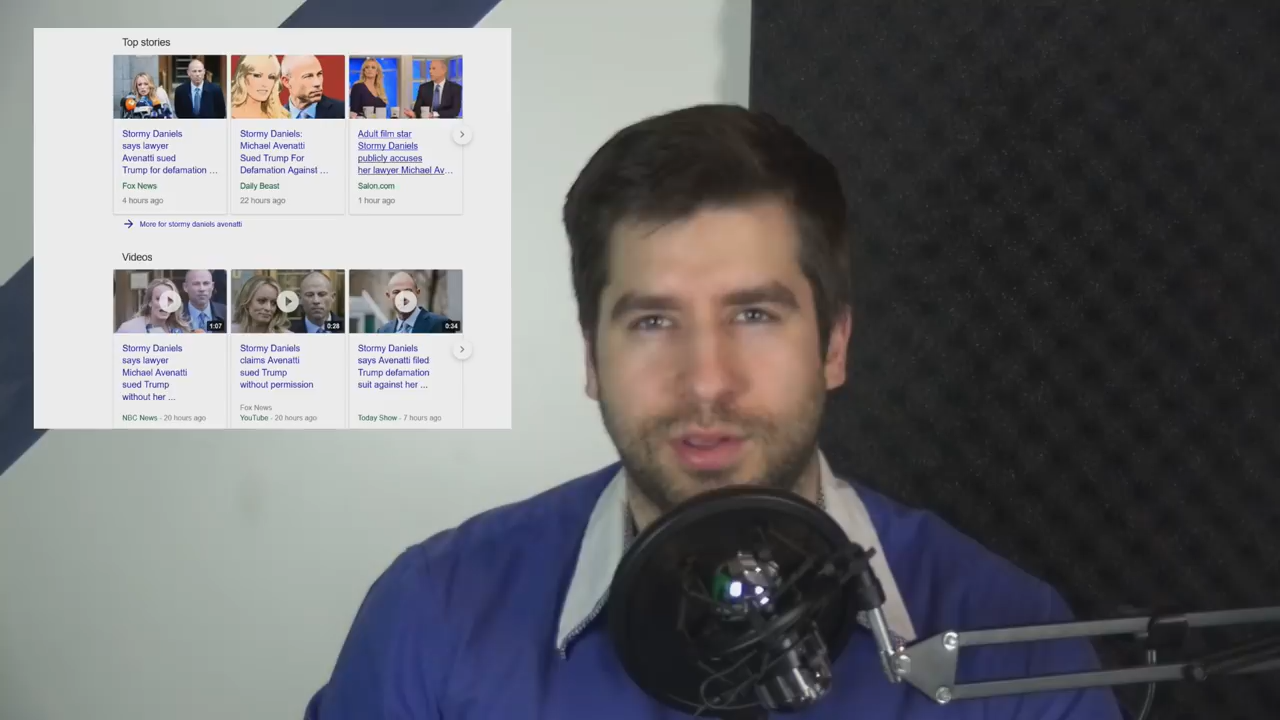 Top stories
Stormy Daniels
says lawyer
Avenatti sued
Trump for defamation ...
Fox News
4 hours ago
Stormy Daniels:
Michael Avenatti
Sued Trump For
Defamation Against ...
Daily Beast
22 hours ago
Adult film star
Stormy Daniels
publicly accuses
her lawyer Michael Av...
Salon.com
1 hour ago
More for stormy daniels avenatti
Videos
1:07
0:28
0:34
Stormy Daniels
says lawyer
Michael Avenatti
sued Trump
without her ...
NBC News - 20 hours ago
Stormy Daniels
claims Avenatti
sued Trump
without permission
Fox News
YouTube - 20 hours ago
Stormy Daniels
says Avenatti filed
Trump defamation
suit against her ...
Today Show - 7 hours ago